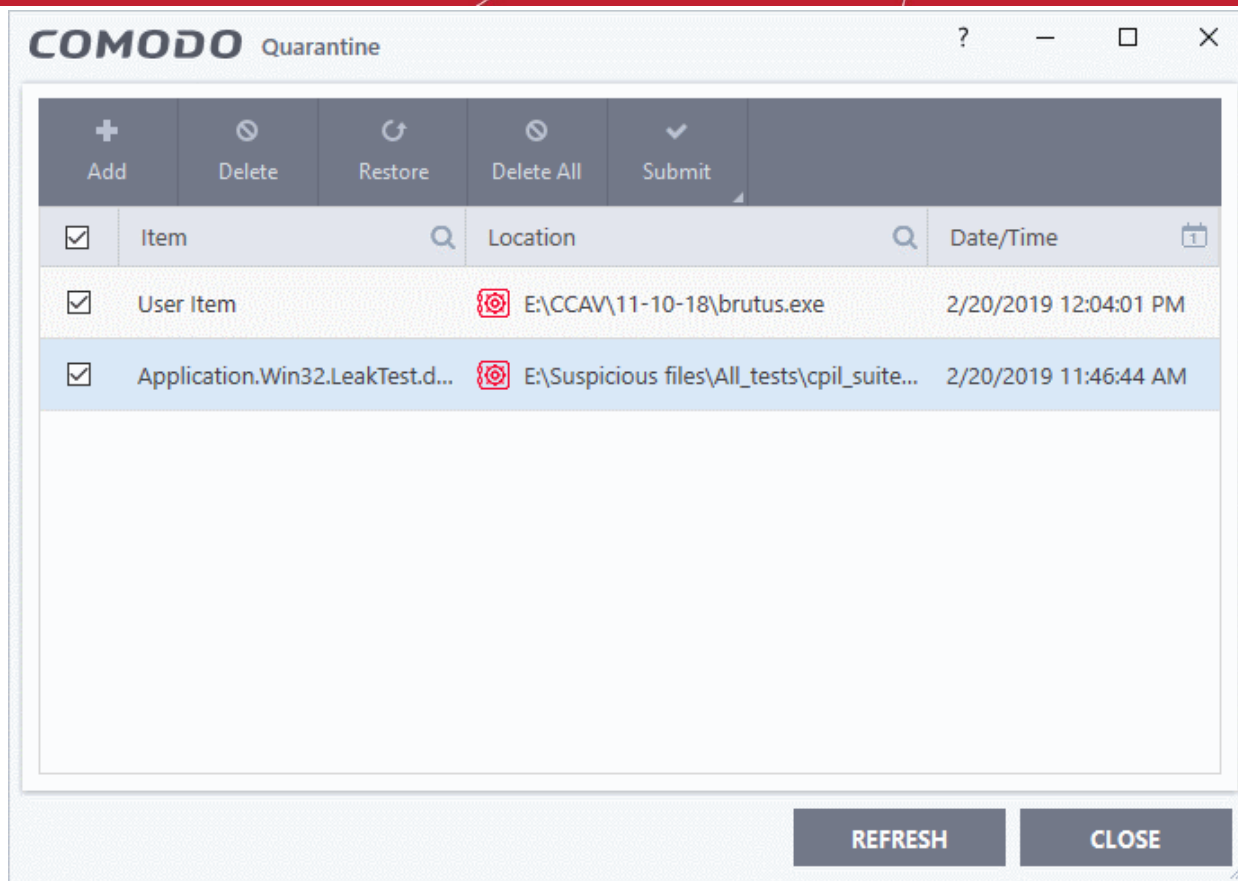 COMODO Quarantine ?
Add Delete Restore Delete All Submit
Item Location Date/Time 1
User Item E:\CCAV\11-10-18\brutus.exe 2/20/2019 12:04:01 PM
Application.Win32.LeakTest.d... E:\Suspicious files\All_tests\cpil_suite... 2/20/2019 11:46:44 AM
REFRESH CLOSE